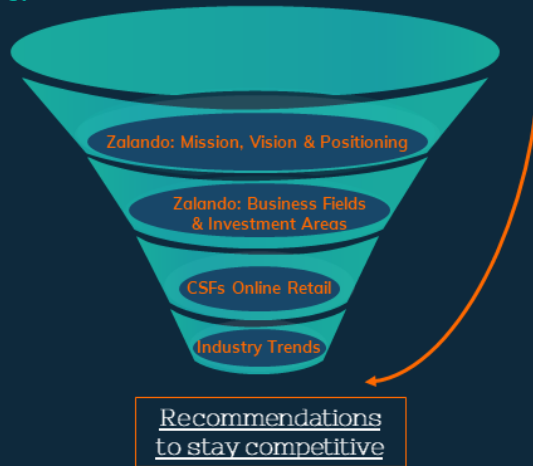 Zalando: Mission, Vision & Positioning
Zalando: Business Fields
& Investment Areas
CSFs Online Retail
Industry Trends
Recommendations
to stay competitive